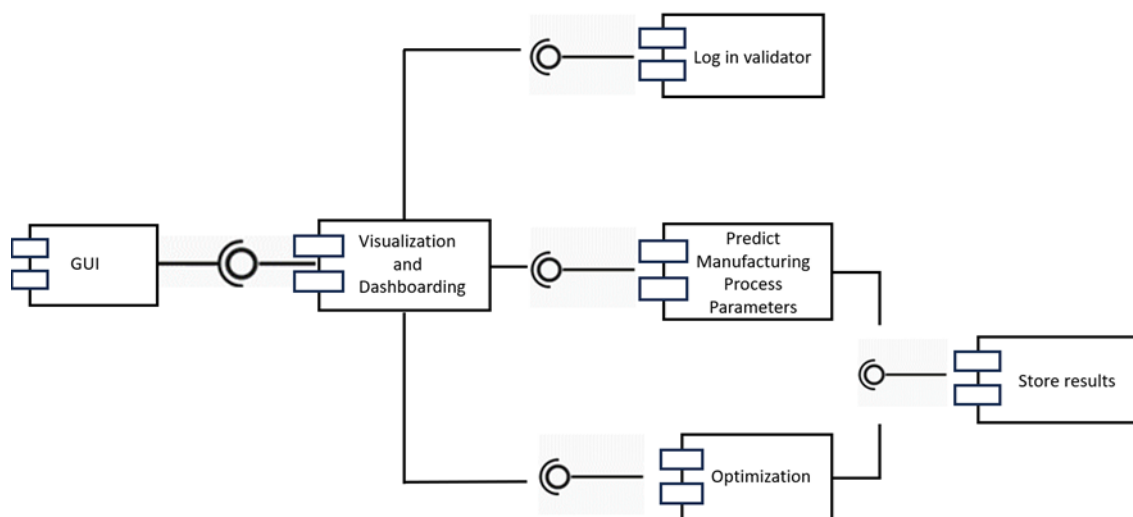 Log in validator
GUI
Visualization
and
Dashboarding
Predict
Manufacturing
Process
Parameters
Store results
Optimization